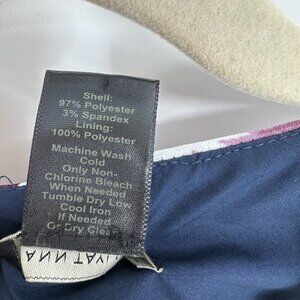 Shell:
97% Polyester
3% Spandex
Lining:
100% Polyester
Machine Wash
Cold
Only Non-
Chlorine Bleach
When Needed
Tumble Dry Low
Cool Iron
If Needed
Or Dry Clean